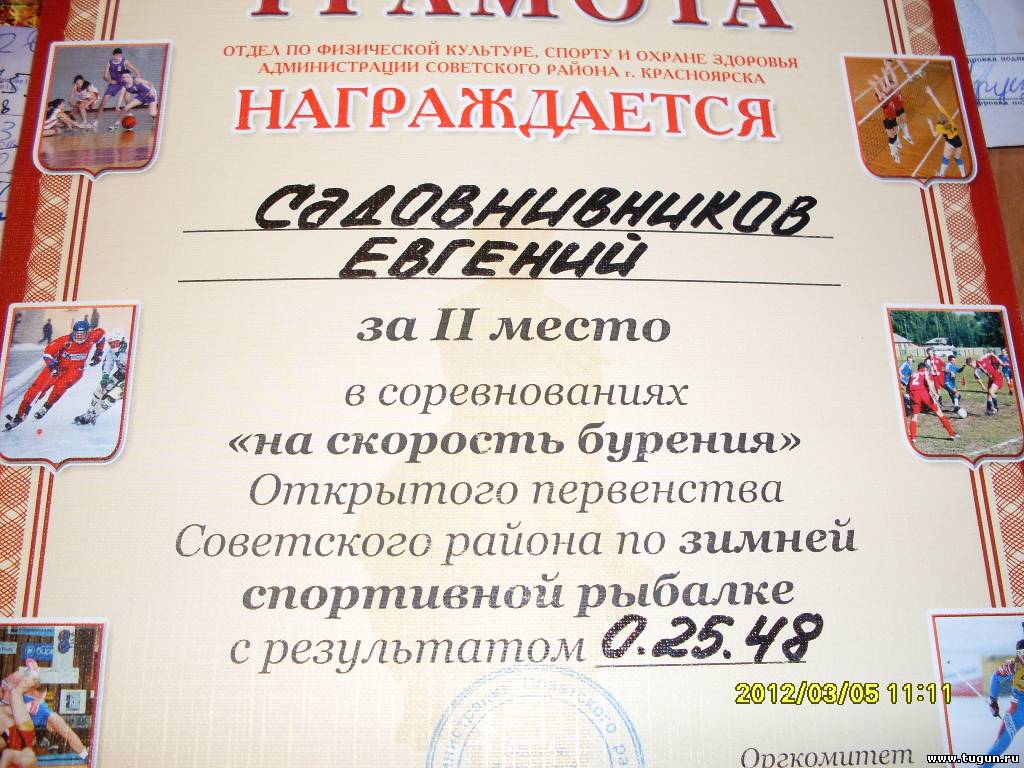 ГРАМОТА
ОТДЕЛ ПО ФИЗИЧЕСКОЙ КУЛЬТУРЕ, СПОРТУ И ОХРАНЕ ЗДОРОВЬЯ
АДМИНИСТРАЦИИ СОВЕТСКОГО РАЙОНА г. КРАСНОЯРСКА
НАГРАЖДАЕТСЯ
САДОВНИВНИКОВ
ЕВГЕНИЙ
за II место
в соревнованиях
«на скорость бурения»
Открытого первенства
Советского района по зимней
спортивной рыбалке
с результатом 0.25.48
2012/03/05 11:11
Оргкомитет
www.tugun.ru